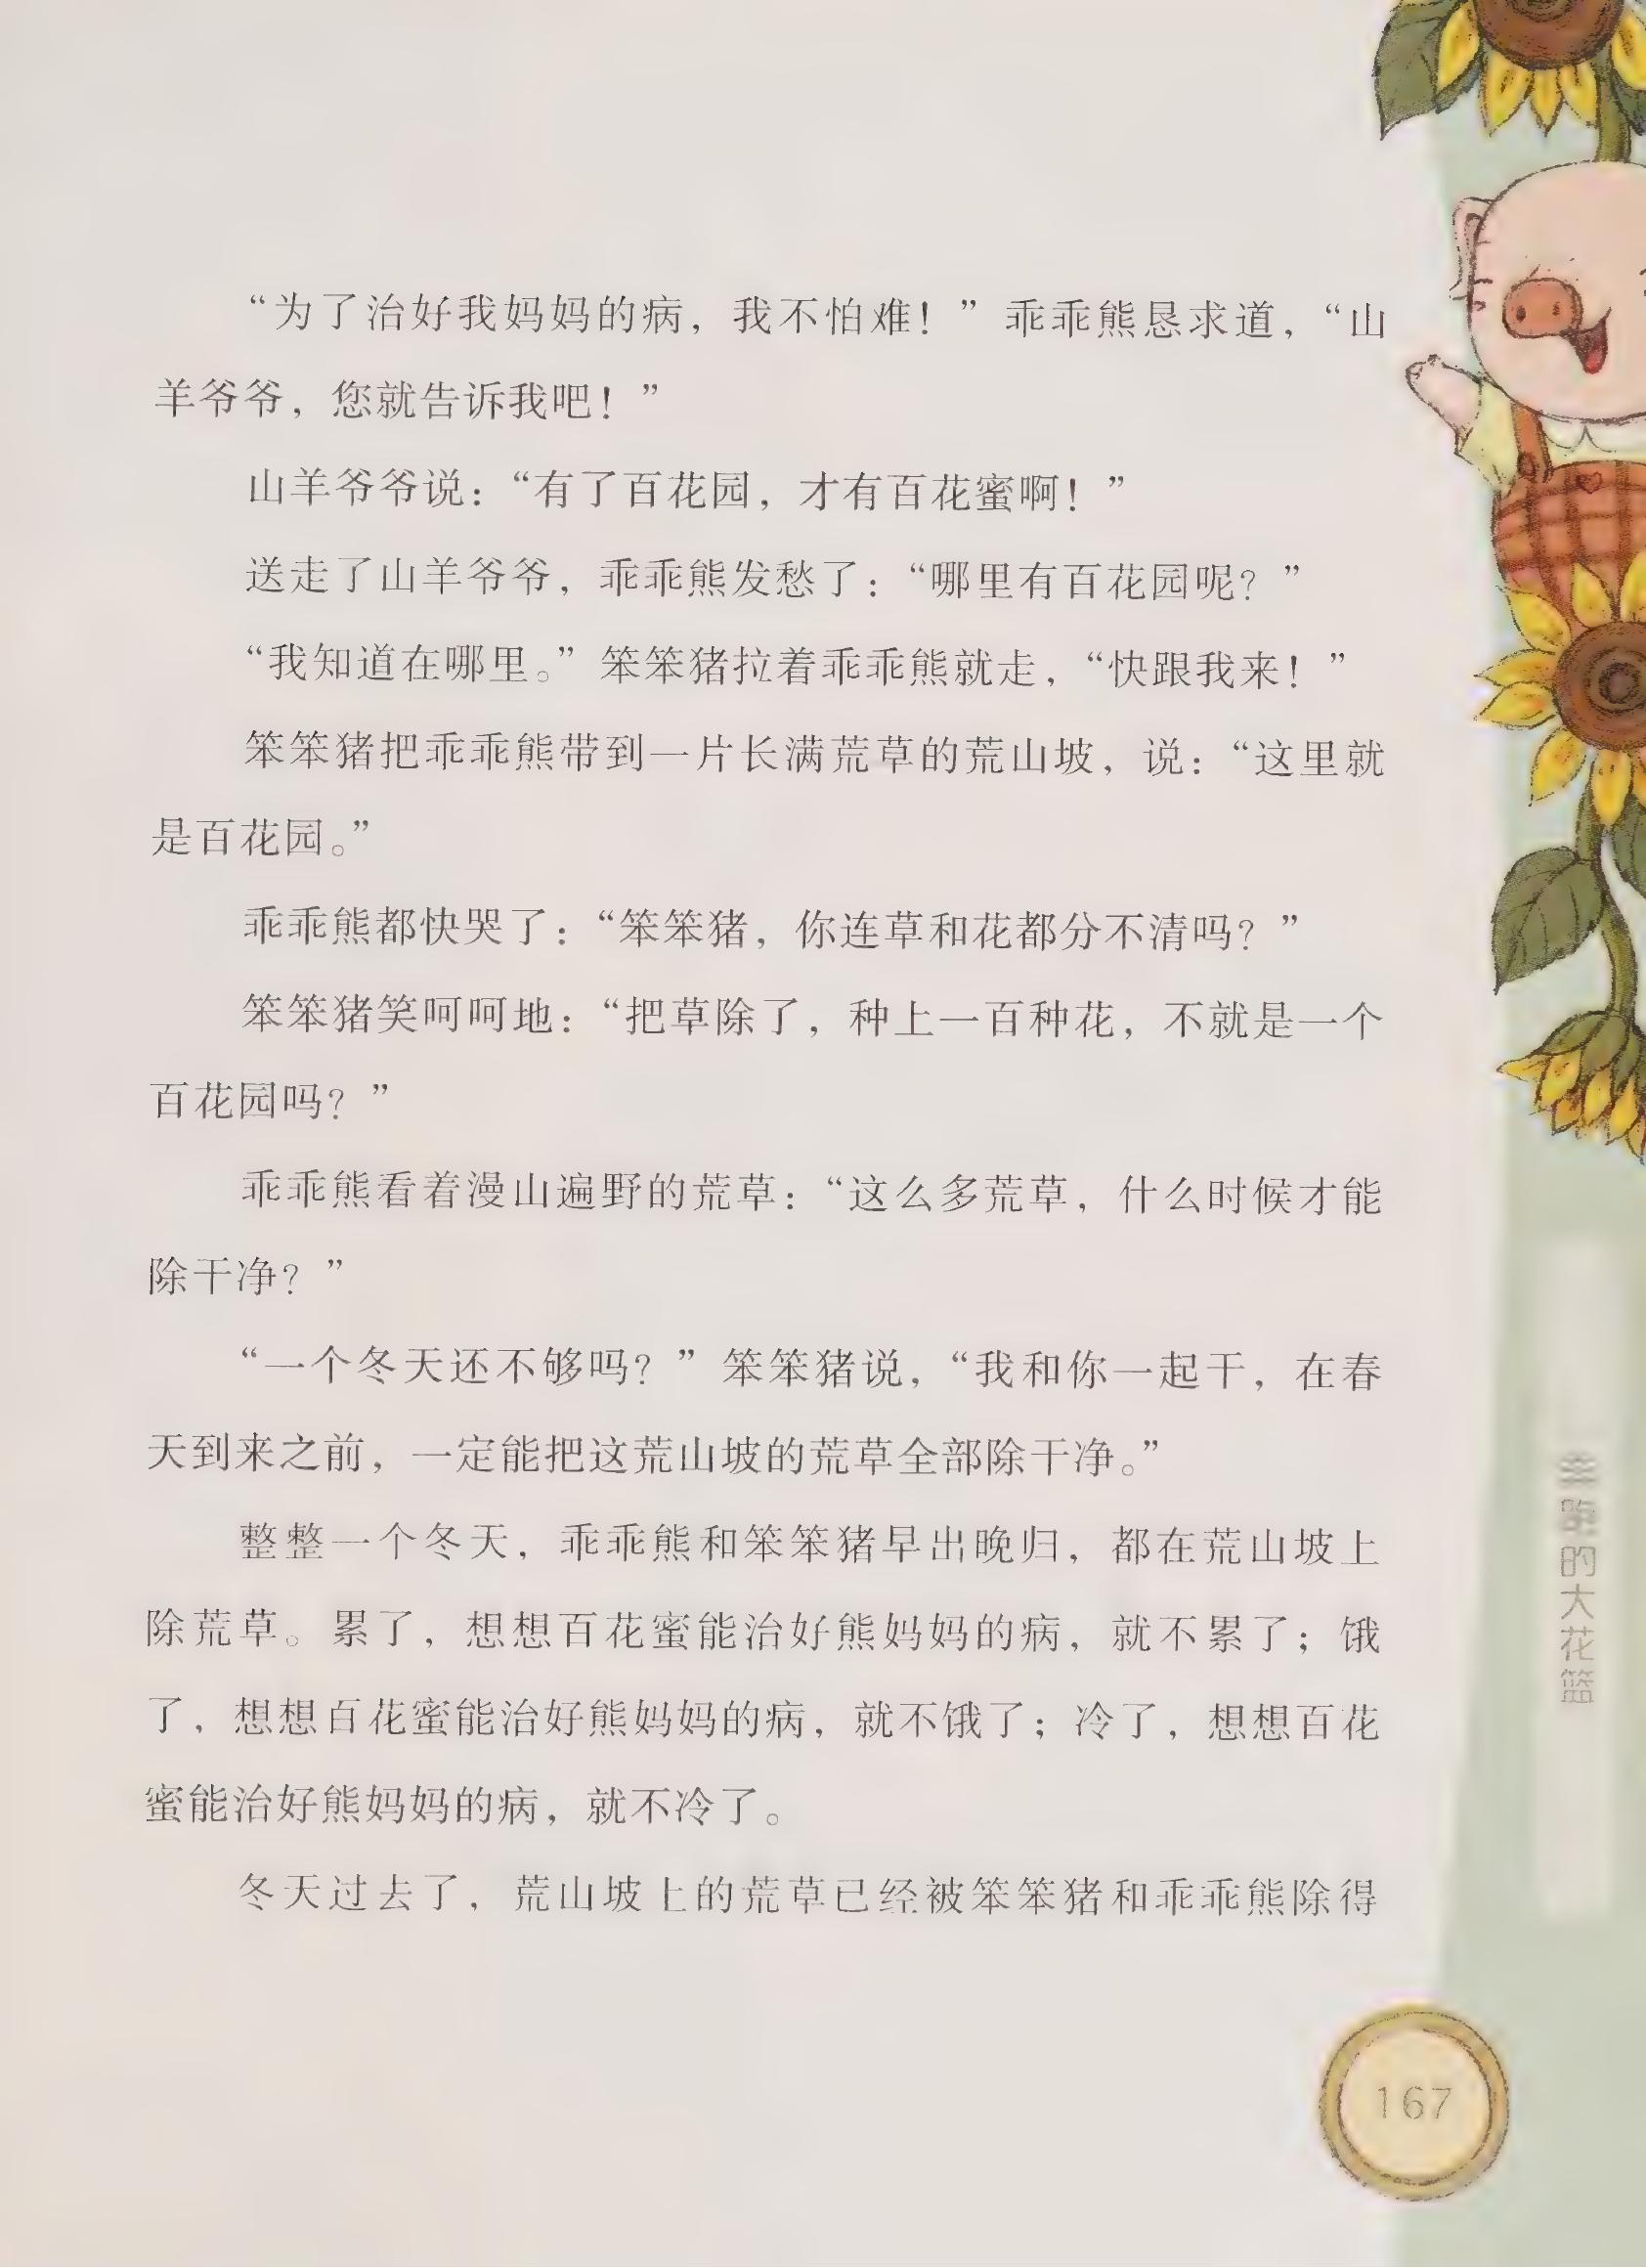 “为了治好我妈妈的病，我不怕难！”乖乖熊恳求道，“山
羊爷爷，您就告诉我吧！”
山羊爷爷说：“有了百花园，才有百花蜜啊！”
送走了山羊爷爷，乖乖熊发愁了：“哪里有百花园呢？”
“我知道在哪里。”笨笨猪拉着乖乖熊就走，“快跟我来！”
笨笨猪把乖乖熊带到一片长满荒草的荒山坡，说：“这里就
是百花园。”
乖乖熊都快哭了：“笨笨猪，你连草和花都分不清吗？”
笨笨猪笑呵呵地：“把草除了，种上一百种花，不就是一个
百花园吗？”
乖乖熊看着漫山遍野的荒草：“这么多荒草，什么时候才能
除干净？”
“一个冬天还不够吗？”笨笨猪说，“我和你一起干，在春
天到来之前，一定能把这荒山坡的荒草全部除干净。”
整整一个冬天，乖乖熊和笨笨猪早出晚归，都在荒山坡上
除荒草。累了，想想百花蜜能治好熊妈妈的病，就不累了；饿
了，想想百花蜜能治好熊妈妈的病，就不饿了；冷了，想想百花
蜜能治好熊妈妈的病，就不冷了。
冬天过去了，荒山坡上的荒草已经被笨笨猪和乖乖熊除得
的大花篮
167